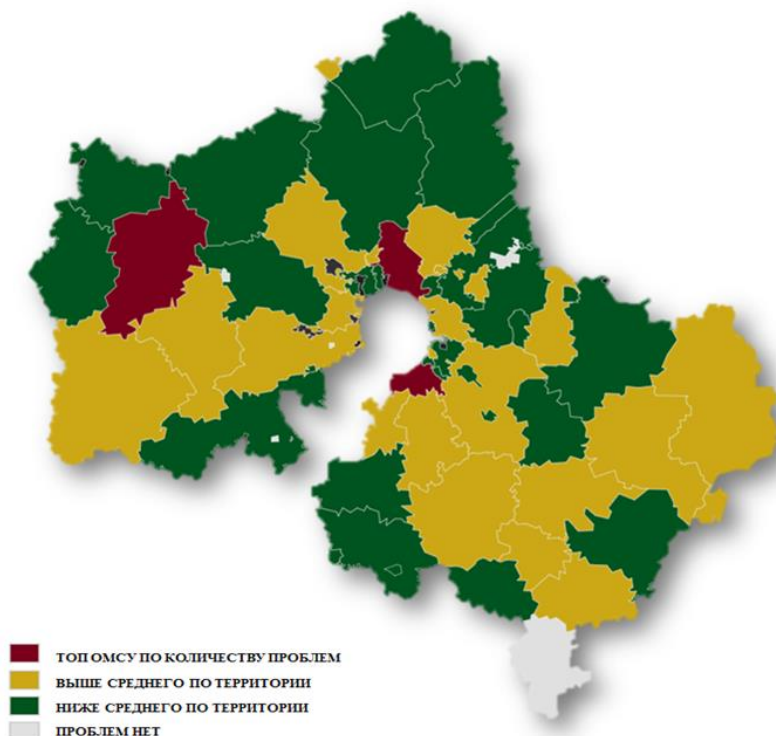 ТОП ОМСУ ПО КОЛИЧЕСТВУ ПРОБЛЕМ
ВЫШЕ СРЕДНЕГО ПО ТЕРРИТОРИИ
НИЖЕ СРЕДНЕГО ПО ТЕРРИТОРИИ
ПРОБЛЕМ НЕТ